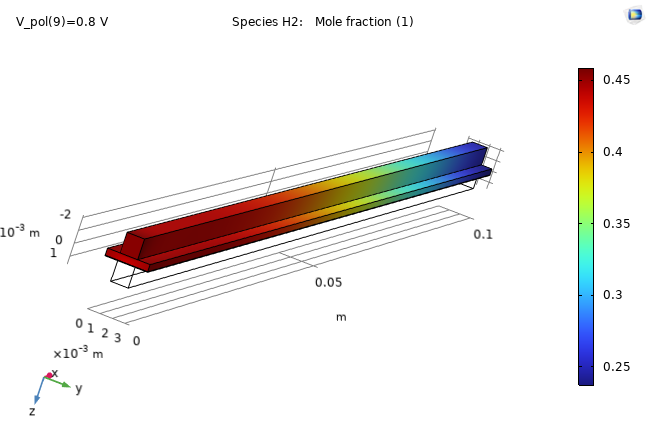 V_pol(9)=0.8 V Species H2: Mole fraction (1)
0.45
0.4
0.35
0.3
0.25
-2
0
1
10⁻³ m
0.1
0.05
m
0 1 2 3 0
×10⁻³ m
x
y
z